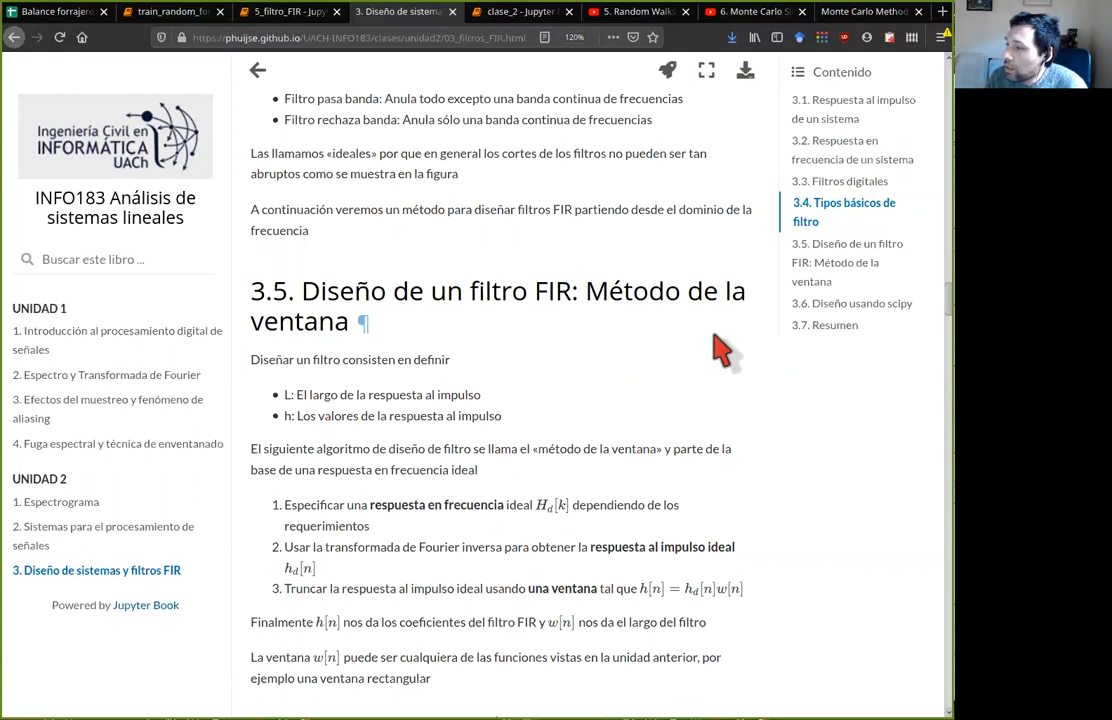 Balance forrajero
train_random_fo
5_filtro_FIR - Jupyt
3. Diseño de sistema
clase_2 - Jupyter
5. Random Walks
6. Monte Carlo Si
Monte Carlo Method
https://phuijse.github.io/UACH-INFO183/clases/unidad2/03_filtros_FIR.html
120%
Ingeniería Civil en
INFORMÁTICA
UACh
INFO183 Análisis de
sistemas lineales
Buscar este libro ...
UNIDAD 1
1. Introducción al procesamiento digital de
señales
2. Espectro y Transformada de Fourier
3. Efectos del muestreo y fenómeno de
aliasing
4. Fuga espectral y técnica de enventanado
UNIDAD 2
1. Espectrograma
2. Sistemas para el procesamiento de
señales
3. Diseño de sistemas y filtros FIR
Powered by Jupyter Book
• Filtro pasa banda: Anula todo excepto una banda continua de frecuencias
• Filtro rechaza banda: Anula sólo una banda continua de frecuencias
Las llamamos «ideales» por que en general los cortes de los filtros no pueden ser tan
abruptos como se muestra en la figura
A continuación veremos un método para diseñar filtros FIR partiendo desde el dominio de la
frecuencia
3.5. Diseño de un filtro FIR: Método de la
ventana ¶
Diseñar un filtro consisten en definir
• L: El largo de la respuesta al impulso
• h: Los valores de la respuesta al impulso
El siguiente algoritmo de diseño de filtro se llama el «método de la ventana» y parte de la
base de una respuesta en frecuencia ideal
1. Especificar una respuesta en frecuencia ideal H_d[k] dependiendo de los
requerimientos
2. Usar la transformada de Fourier inversa para obtener la respuesta al impulso ideal
h_d[n]
3. Truncar la respuesta al impulso ideal usando una ventana tal que h[n] = h_d[n]w[n]
Finalmente h[n] nos da los coeficientes del filtro FIR y w[n] nos da el largo del filtro
La ventana w[n] puede ser cualquiera de las funciones vistas en la unidad anterior, por
ejemplo una ventana rectangular
Contenido
3.1. Respuesta al impulso
de un sistema
3.2. Respuesta en
frecuencia de un sistema
3.3. Filtros digitales
3.4. Tipos básicos de
filtro
3.5. Diseño de un filtro
FIR: Método de la
ventana
3.6. Diseño usando scipy
3.7. Resumen